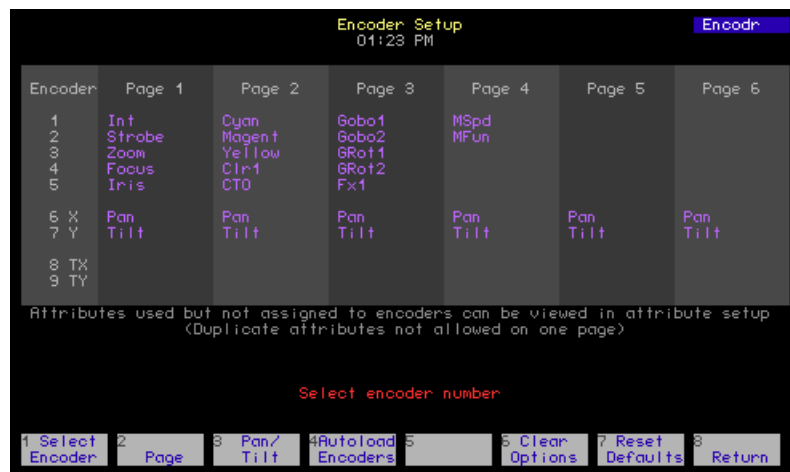 Encoder Setup
Encodr
01:23 PM
Encoder Page 1 Page 2 Page 3 Page 4 Page 5 Page 6
1 Int Cyan Gobo1 MSpd
2 Strobe Magent Gobo2 MFun
3 Zoom Yellow GRot1
4 Focus Clr1 GRot2
5 Iris CTO Fx1
6 X Pan Pan Pan Pan Pan Pan
7 Y Tilt Tilt Tilt Tilt Tilt Tilt
8 TX
9 TY
Attributes used but not assigned to encoders can be viewed in attribute setup
(Duplicate attributes not allowed on one page)
Select encoder number
1 Select 2 3 Pan/ 4Autoload 5 6 Clear 7 Reset 8
Encoder Page Tilt Encoders Options Defaults Return